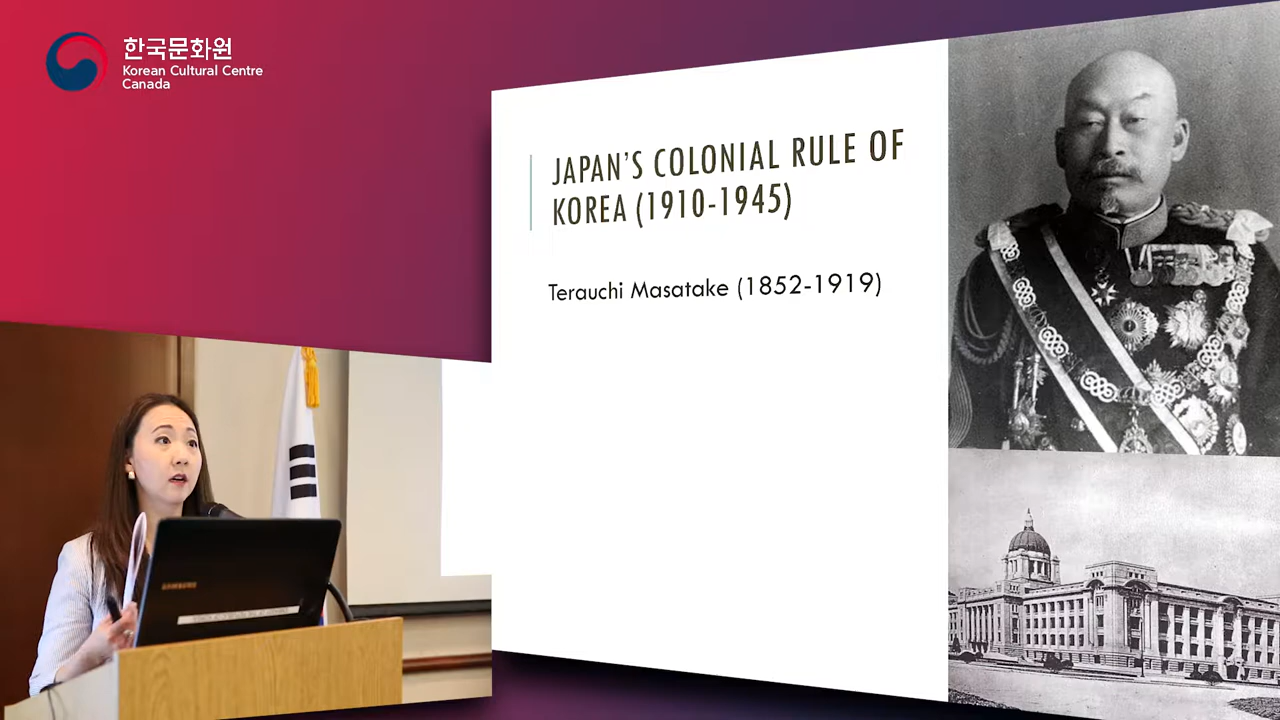 한국문화원
Korean Cultural Centre
Canada
JAPAN'S COLONIAL RULE OF
KOREA (1910-1945)
Terauchi Masatake (1852-1919)
SAMSUNG